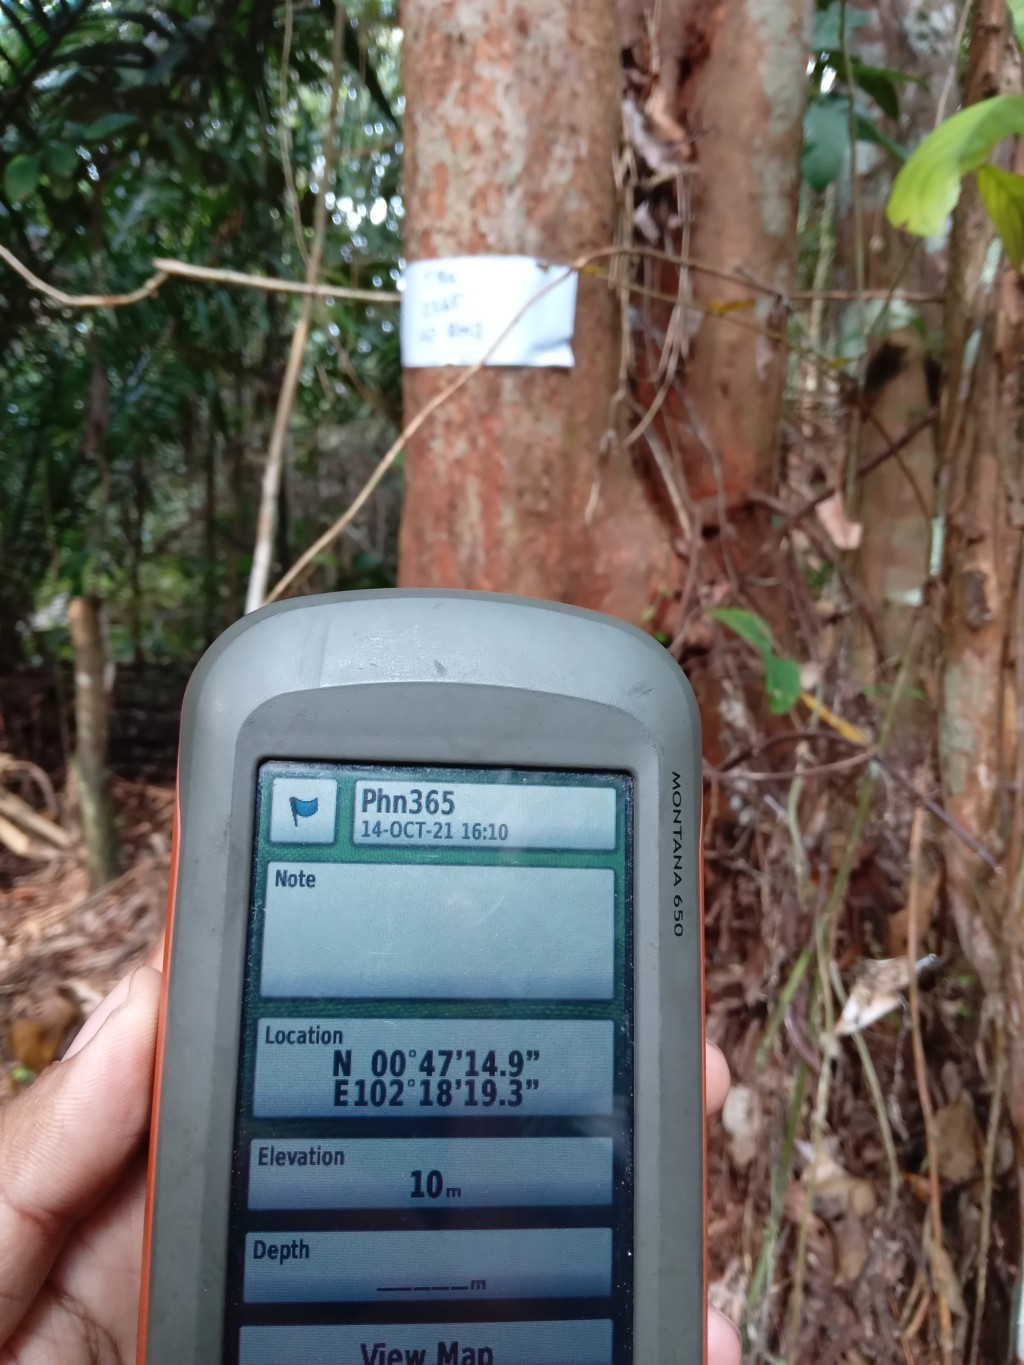 MONTANA 650
Phn365
14-OCT-21 16:10
Note
Location
N 00°47'14.9"
E102°18'19.3"
Elevation
10m
Depth
_____m
View Map